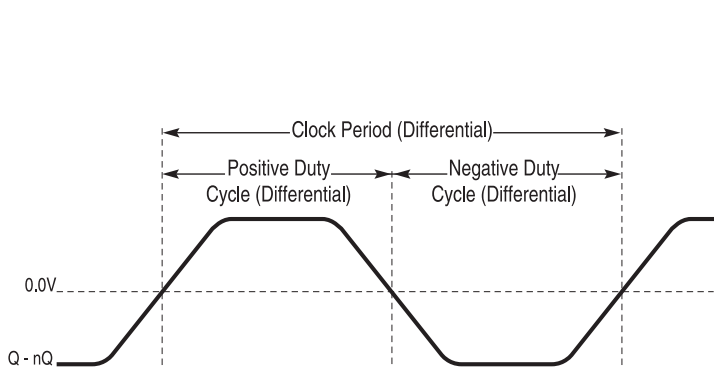 Clock Period (Differential)
Positive Duty
Cycle (Differential)
Negative Duty
Cycle (Differential)
0.0V
Q - nQ